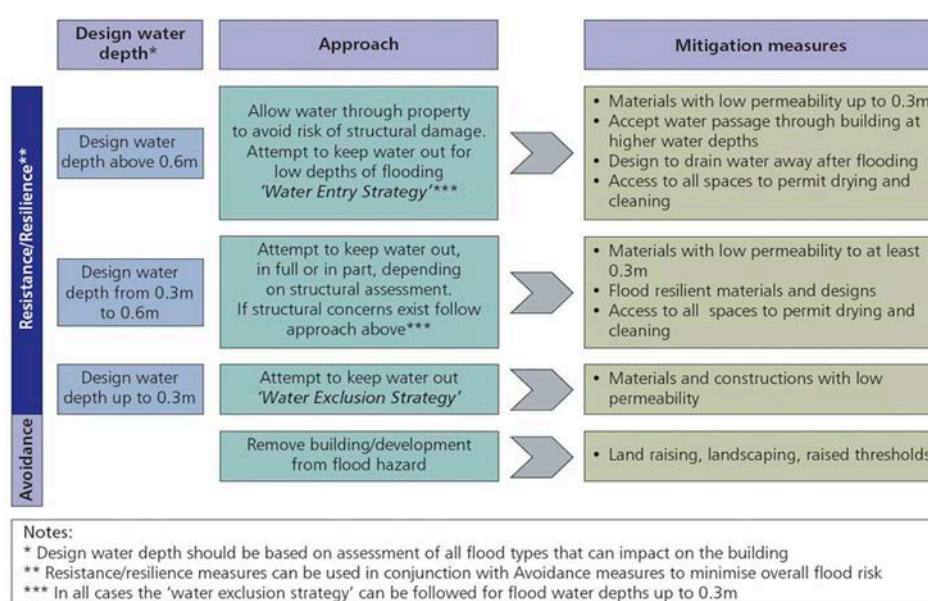 Design water
depth*
Approach
Mitigation measures
Resistance/Resilience**
Design water
depth above 0.6m
Allow water through property
to avoid risk of structural damage.
Attempt to keep water out for
low depths of flooding
'Water Entry Strategy'***
• Materials with low permeability up to 0.3m
• Accept water passage through building at
higher water depths
• Design to drain water away after flooding
• Access to all spaces to permit drying and
cleaning
Design water
depth from 0.3m
to 0.6m
Attempt to keep water out,
in full or in part, depending
on structural assessment.
If structural concerns exist follow
approach above***
• Materials with low permeability to at least
0.3m
• Flood resilient materials and designs
• Access to all spaces to permit drying and
cleaning
Design water
depth up to 0.3m
Attempt to keep water out
'Water Exclusion Strategy'
• Materials and constructions with low
permeability
Avoidance
Remove building/development
from flood hazard
• Land raising, landscaping, raised thresholds
Notes:
* Design water depth should be based on assessment of all flood types that can impact on the building
** Resistance/resilience measures can be used in conjunction with Avoidance measures to minimise overall flood risk
*** In all cases the 'water exclusion strategy' can be followed for flood water depths up to 0.3m